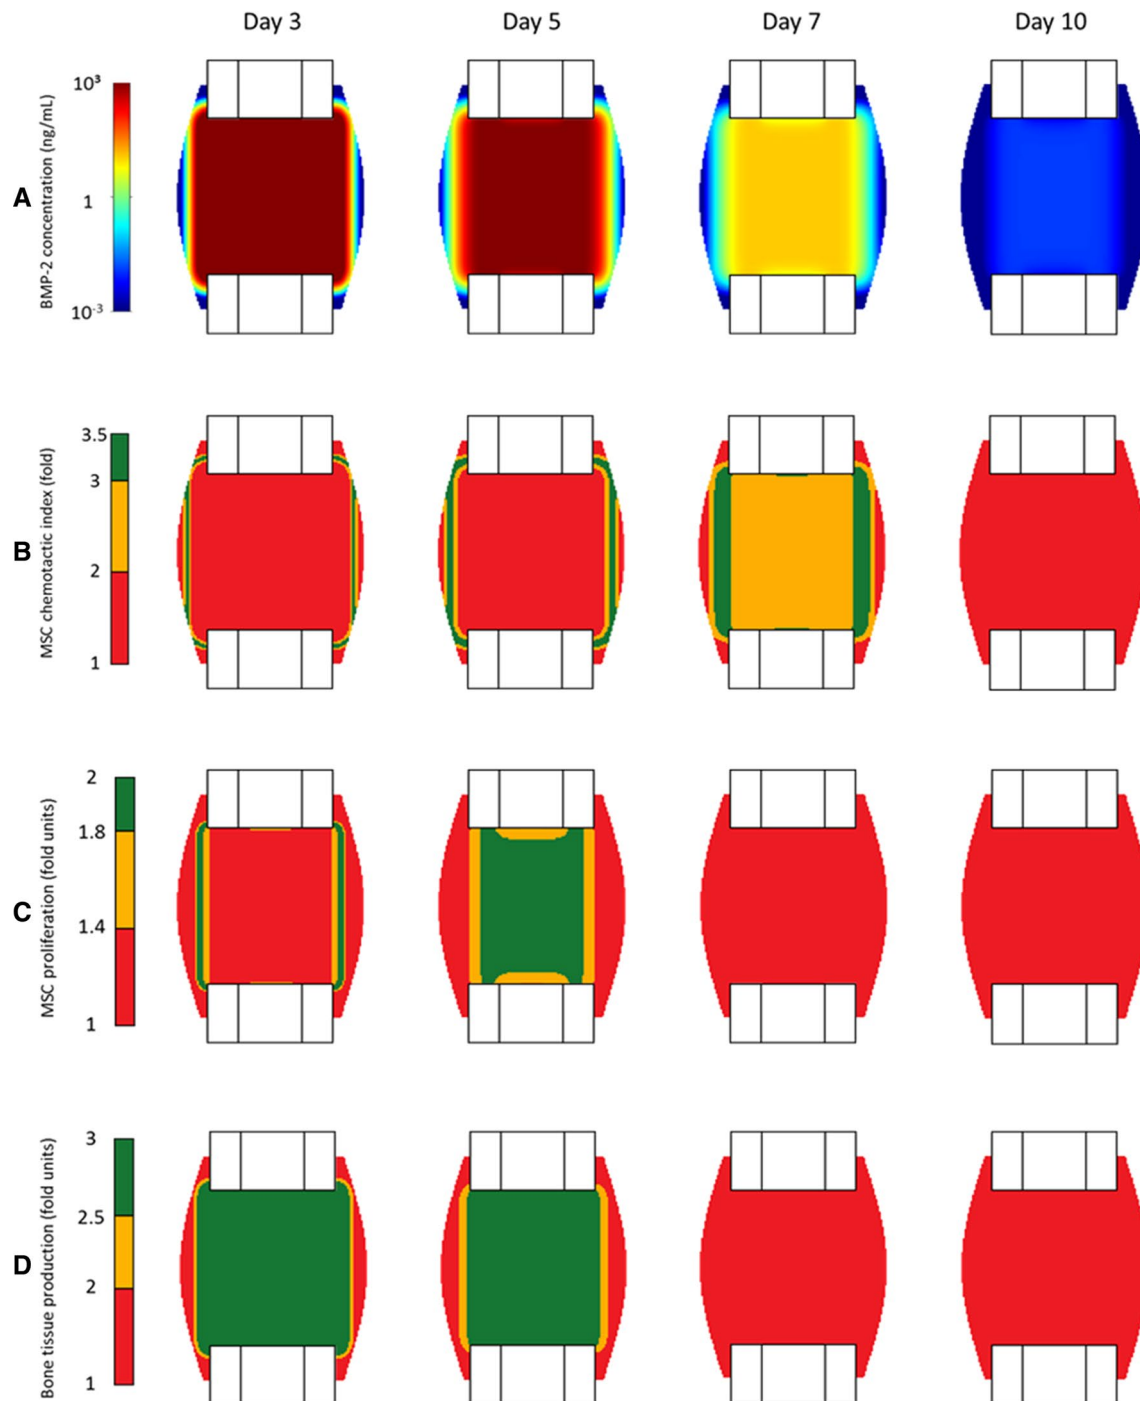 Day 3
Day 5
Day 7
Day 10
A
BMP-2 concentration (ng/mL)
10³
1
10⁻³
B
MSC chemotactic index (fold)
3.5
3
2
1
C
MSC proliferation (fold units)
2
1.8
1.4
1
D
Bone tissue production (fold units)
3
2.5
2
1